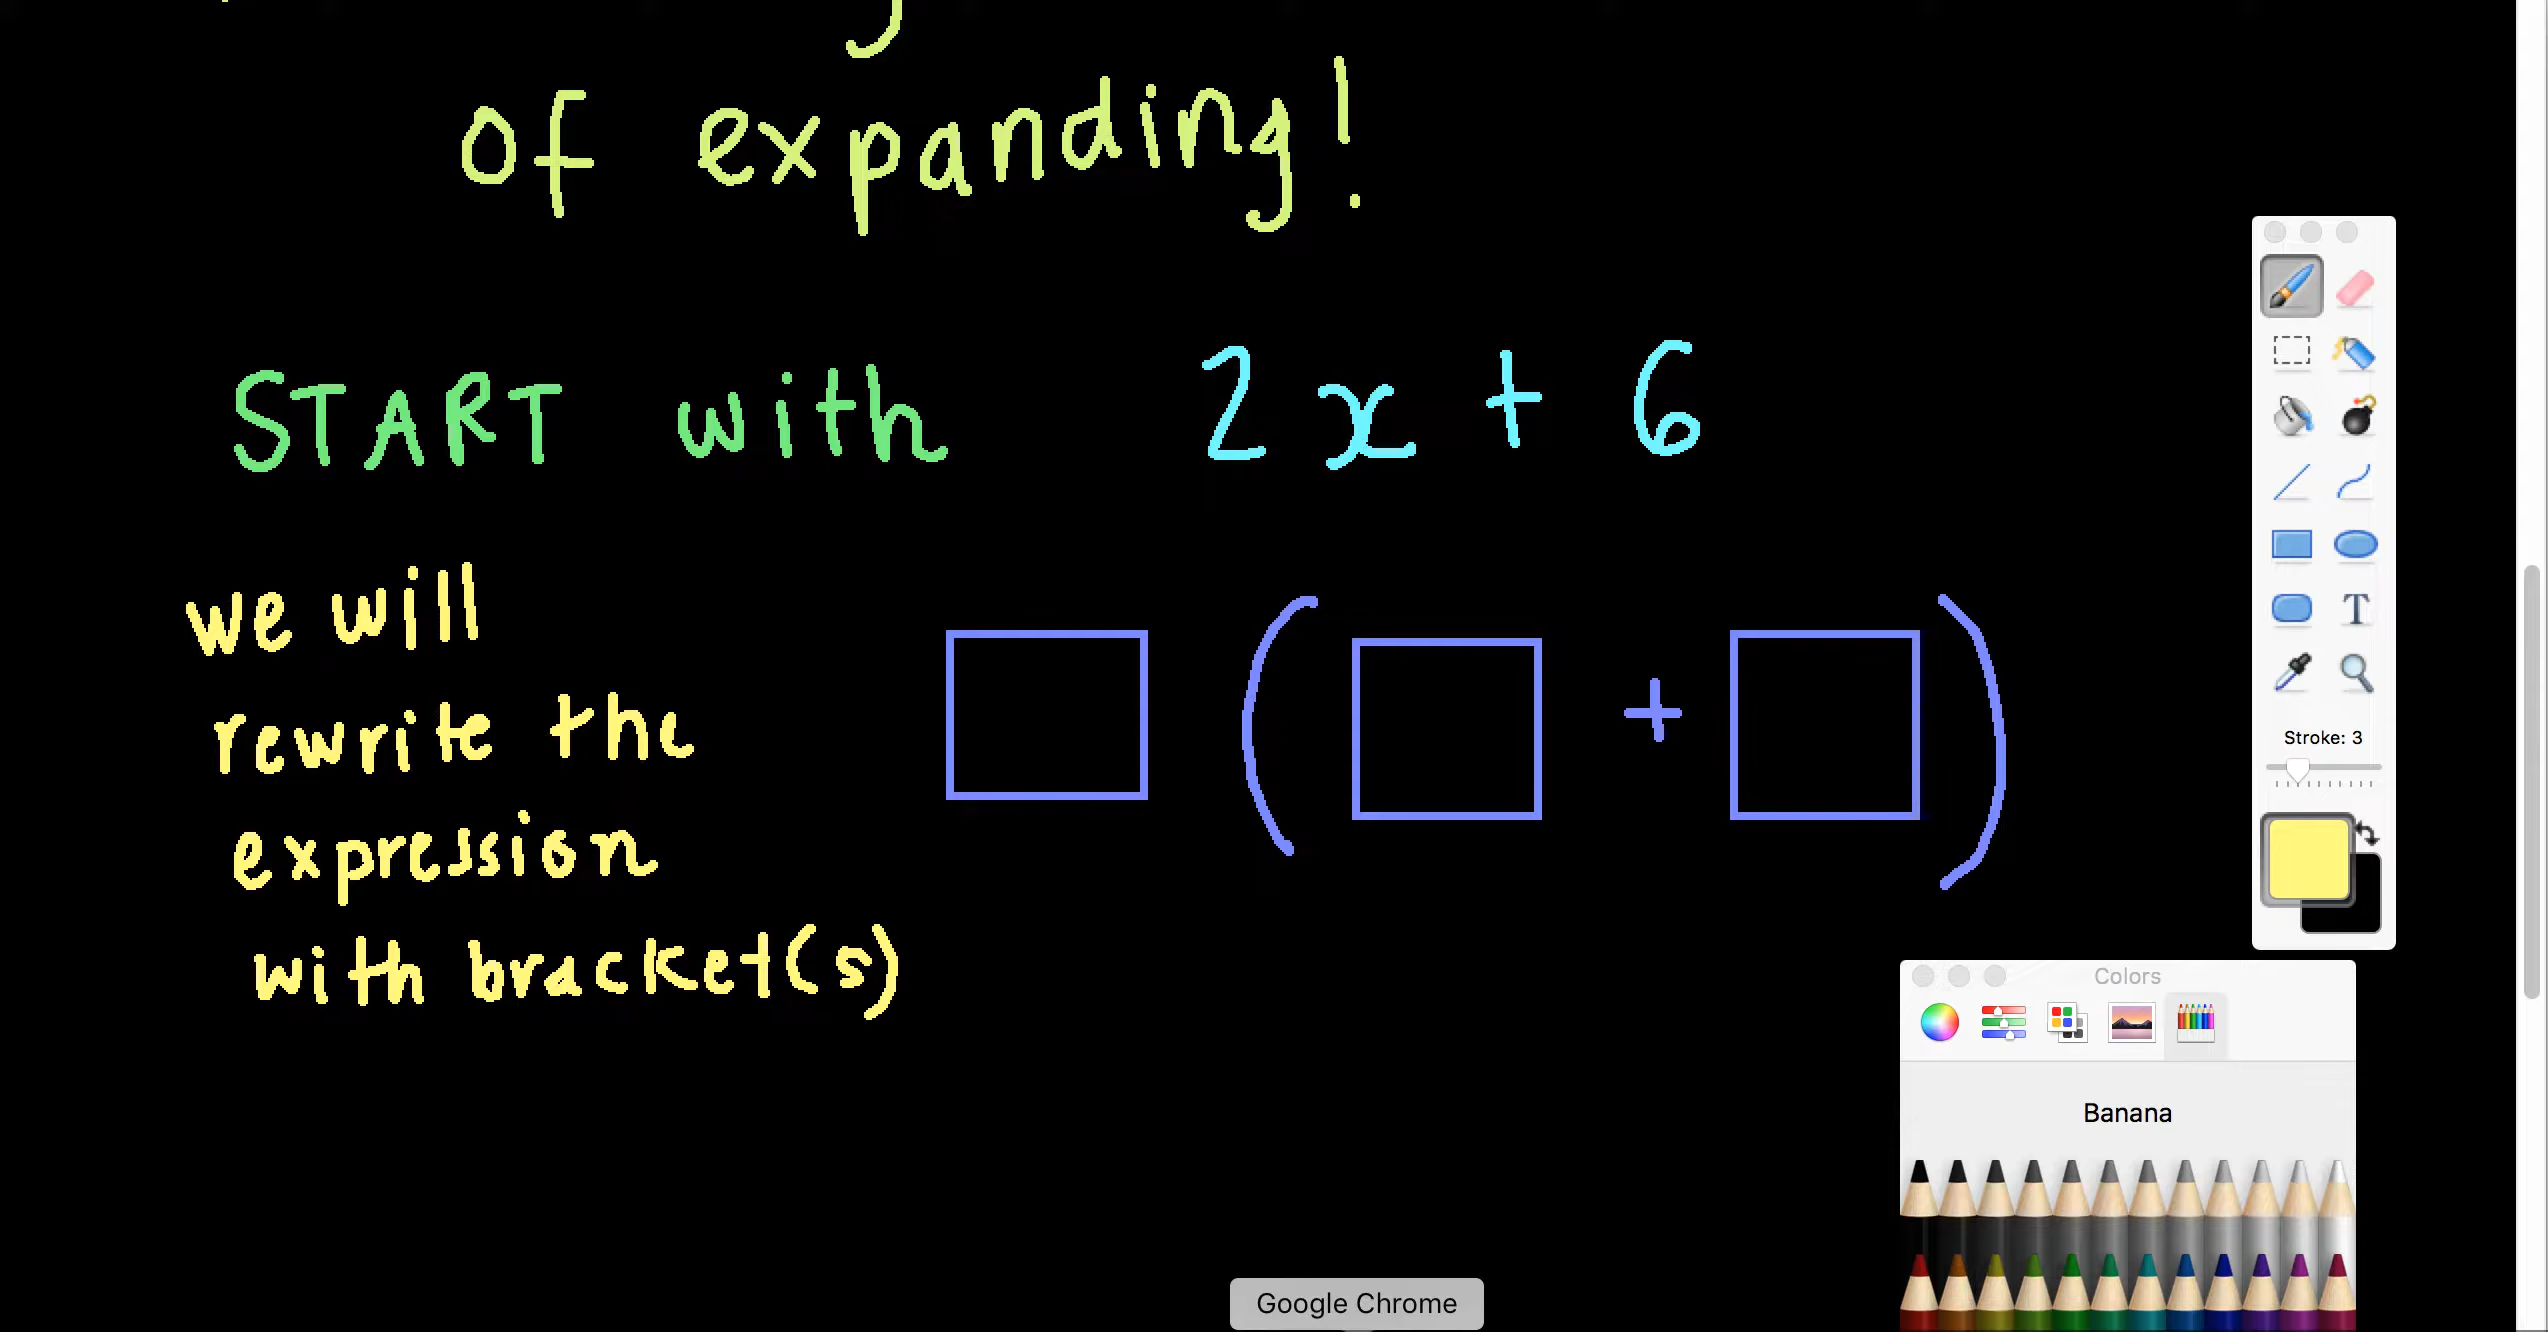 of expanding!
START with 2x + 6
we will
rewrite the
expression
with bracket(s)
( + )
Stroke: 3
T
Colors
Banana
Google Chrome